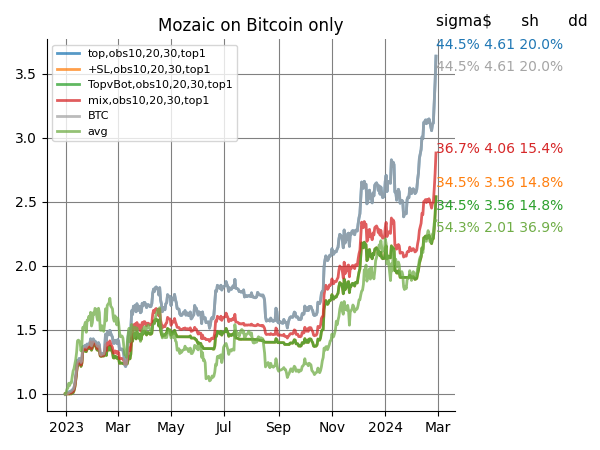 Mozaic on Bitcoin only
sigma$ sh dd
top,obs10,20,30,top1
+SL,obs10,20,30,top1
TopvBot,obs10,20,30,top1
mix,obs10,20,30,top1
BTC
avg
44.5% 4.61 20.0%
44.5% 4.61 20.0%
36.7% 4.06 15.4%
34.5% 3.56 14.8%
34.5% 3.56 14.8%
54.3% 2.01 36.9%
3.5
3.0
2.5
2.0
1.5
1.0
2023 Mar May Jul Sep Nov 2024 Mar